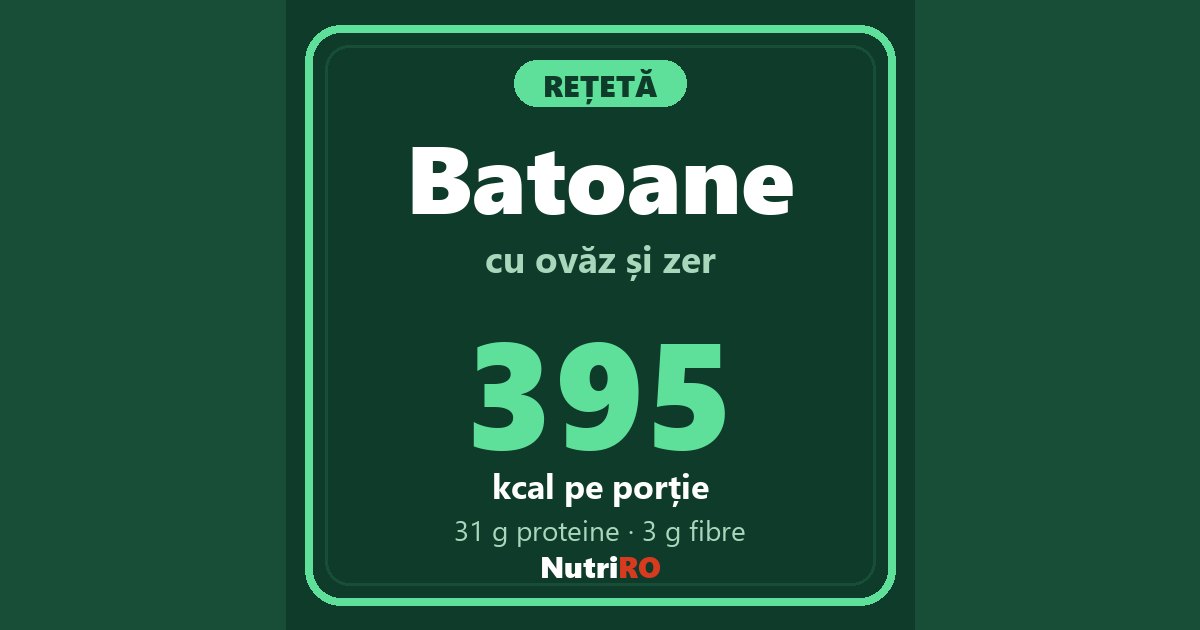 REȚETĂ
Batoane
cu ovăz și zer
395
kcal pe porție
31 g proteine · 3 g fibre
NutriRO